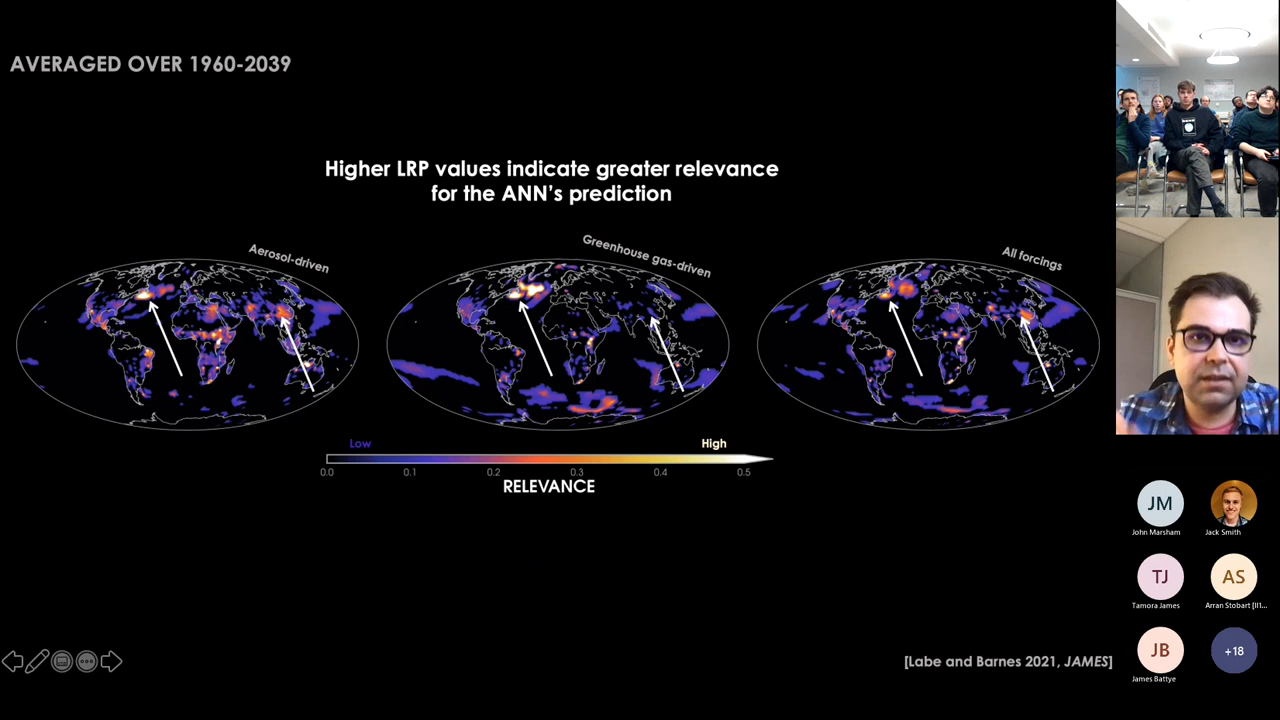 AVERAGED OVER 1960-2039
Higher LRP values indicate greater relevance
for the ANN's prediction
Aerosol-driven
Greenhouse gas-driven
All forcings
Low
High
0.0
0.1
0.2
0.3
0.4
0.5
RELEVANCE
[Labe and Barnes 2021, JAMES]
JM
John Marsham
Jack Smith
TJ
Tamora James
AS
Arran Stobart [II1...
JB
James Battye
+18